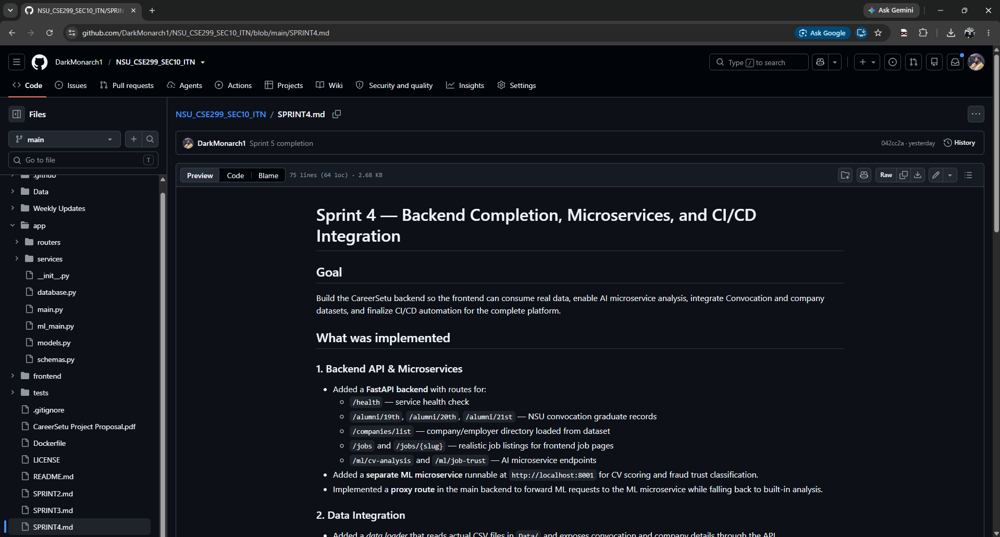 NSU_CSE299_SEC10_ITN/SPRIN
Ask Gemini
github.com/DarkMonarch1/NSU_CSE299_SEC10_ITN/blob/main/SPRINT4.md
Ask Google
DarkMonarch1 / NSU_CSE299_SEC10_ITN
Type / to search
Code
Issues
Pull requests
Agents
Actions
Projects
Wiki
Security and quality
Insights
Settings
Files
main
Go to file
T
.github
Data
Weekly Updates
app
routers
services
__init__.py
database.py
main.py
ml_main.py
models.py
schemas.py
frontend
tests
.gitignore
CareerSetu Project Proposal.pdf
Dockerfile
LICENSE
README.md
SPRINT2.md
SPRINT3.md
SPRINT4.md
NSU_CSE299_SEC10_ITN / SPRINT4.md
DarkMonarch1 Sprint 5 completion
042cc2a · yesterday
History
Preview
Code
Blame
75 lines (64 loc) · 2.68 KB
Raw
Sprint 4 — Backend Completion, Microservices, and CI/CD
Integration
Goal
Build the CareerSetu backend so the frontend can consume real data, enable AI microservice analysis, integrate Convocation and company
datasets, and finalize CI/CD automation for the complete platform.
What was implemented
1. Backend API & Microservices
• Added a FastAPI backend with routes for:
○ /health — service health check
○ /alumni/19th, /alumni/20th, /alumni/21st — NSU convocation graduate records
○ /companies/list — company/employer directory loaded from dataset
○ /jobs and /jobs/{slug} — realistic job listings for frontend job pages
○ /ml/cv-analysis and /ml/job-trust — AI microservice endpoints
• Added a separate ML microservice runnable at http://localhost:8001 for CV scoring and fraud trust classification.
• Implemented a proxy route in the main backend to forward ML requests to the ML microservice while falling back to built-in analysis.
2. Data Integration
• Added a data loader that reads actual CSV files in Data/ and exposes convocation and company details through the API